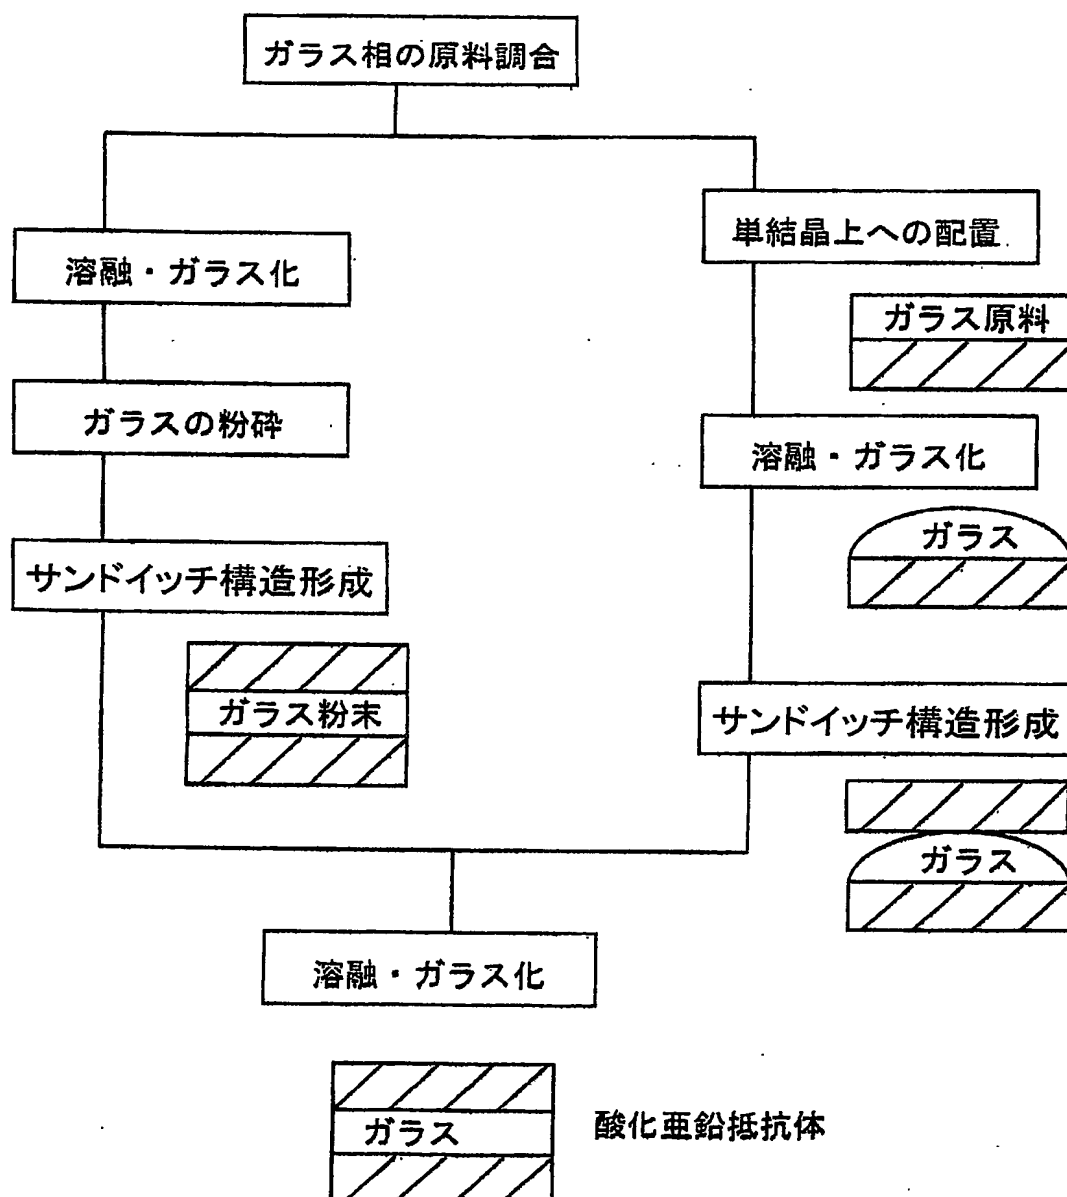 ガラス相の原料調合
溶融・ガラス化
ガラスの粉砕
サンドイッチ構造形成
ガラス粉末
単結晶上への配置
ガラス原料
溶融・ガラス化
ガラス
サンドイッチ構造形成
ガラス
溶融・ガラス化
ガラス
酸化亜鉛抵抗体